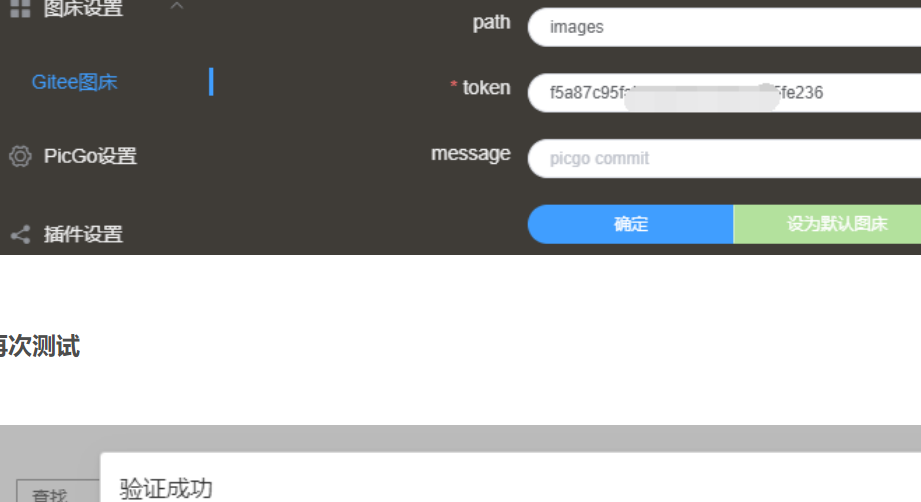 图床设置
path
images
Gitee图床
* token
f5a87c95f 5fe236
message
picgo commit
PicGo设置
确定
设为默认图床
插件设置
再次测试
验证成功
查找